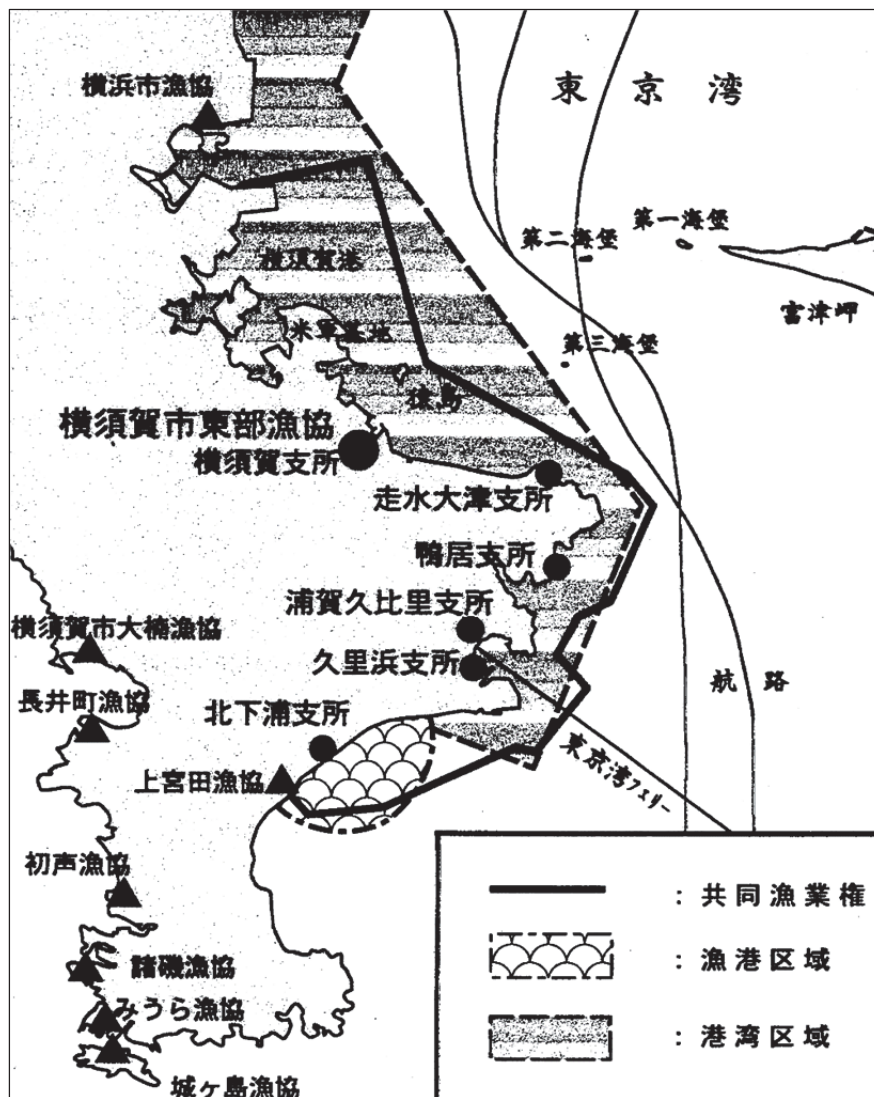 横浜市漁協
東京湾
第一海堡
第二海堡
富津岬
横須賀港
米軍基地
第三海堡
猿島
横須賀市東部漁協
横須賀支所
走水大津支所
鴨居支所
浦賀久比里支所
横須賀市大楠漁協
久里浜支所
長井町漁協
航路
北下浦支所
東京湾フェリー
上宮田漁協
初声漁協
:共同漁業権
諸磯漁協
:漁港区域
みうら漁協
:港湾区域
城ヶ島漁協